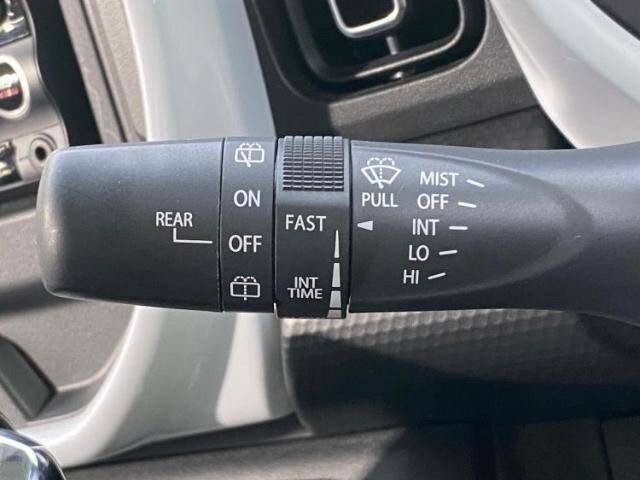 REAR
ON
OFF
FAST
INT
TIME
PULL
MIST
OFF
INT
LO
HI